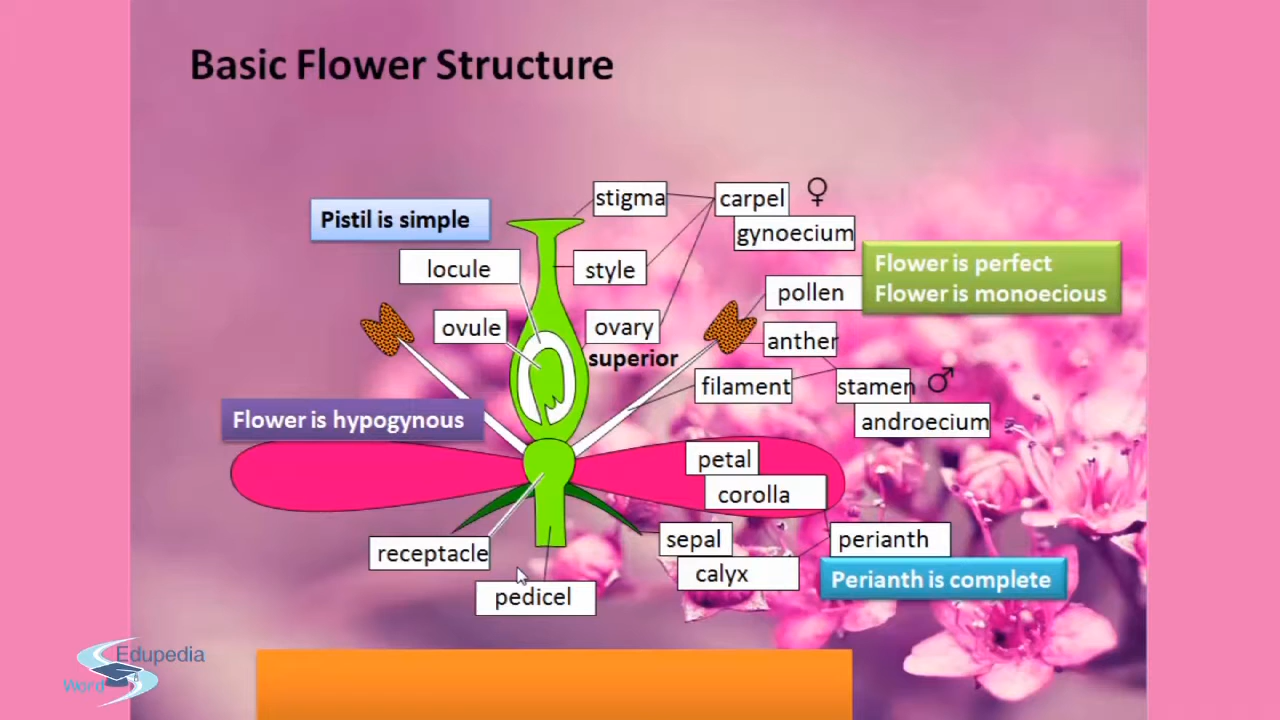 Basic Flower Structure
stigma
carpel
♀
Pistil is simple
gynoecium
locule
style
Flower is perfect
Flower is monoecious
pollen
ovule
ovary
superior
anther
filament
stamen
♂
Flower is hypogynous
androecium
petal
corolla
receptacle
sepal
perianth
calyx
Perianth is complete
pedicel
Edupedia
Word